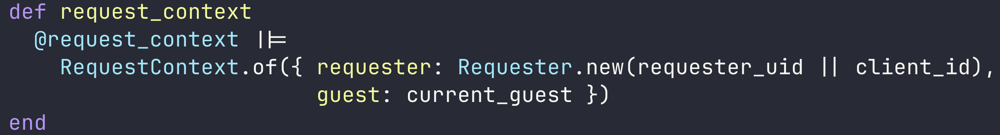 def request_context
  @request_context ||=
    RequestContext.of({ requester: Requester.new(requester_uid || client_id),
                        guest: current_guest })
end